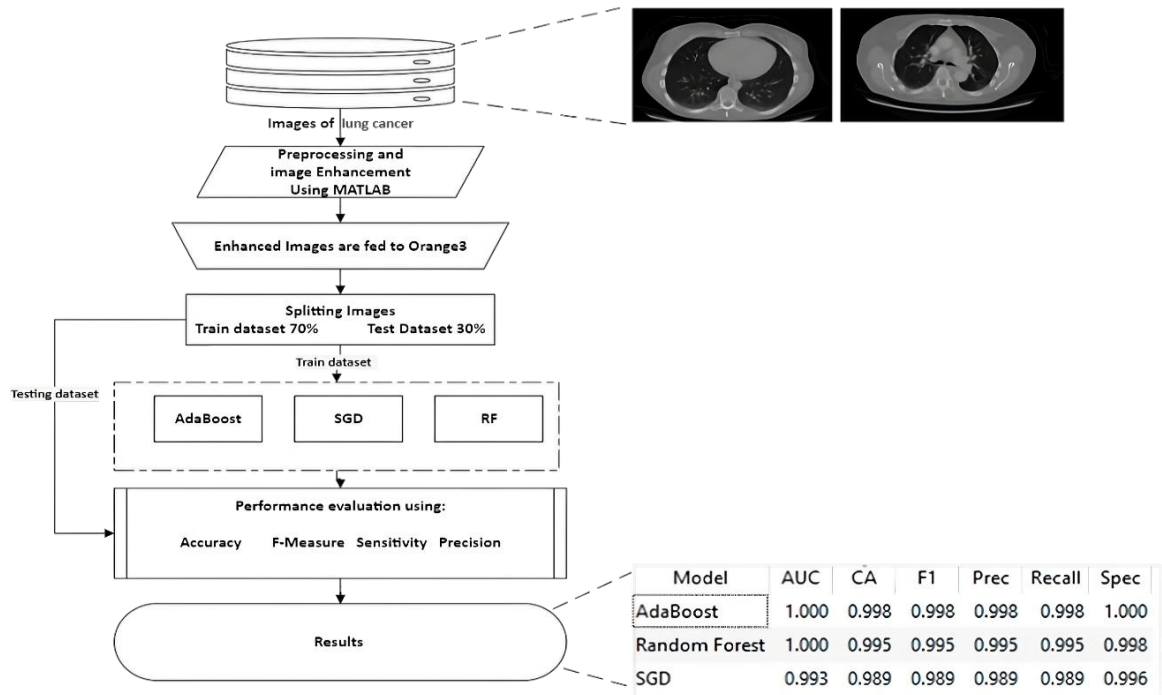 Images of lung cancer
Preprocessing and
image Enhancement
Using MATLAB
Enhanced Images are fed to Orange3
Splitting Images
Train dataset 70% Test Dataset 30%
Train dataset
Testing dataset
AdaBoost SGD RF
Performance evaluation using:
Accuracy F-Measure Sensitivity Precision
Results
Model AUC CA F1 Prec Recall Spec
AdaBoost 1.000 0.998 0.998 0.998 0.998 1.000
Random Forest 1.000 0.995 0.995 0.995 0.995 0.998
SGD 0.993 0.989 0.989 0.989 0.989 0.996